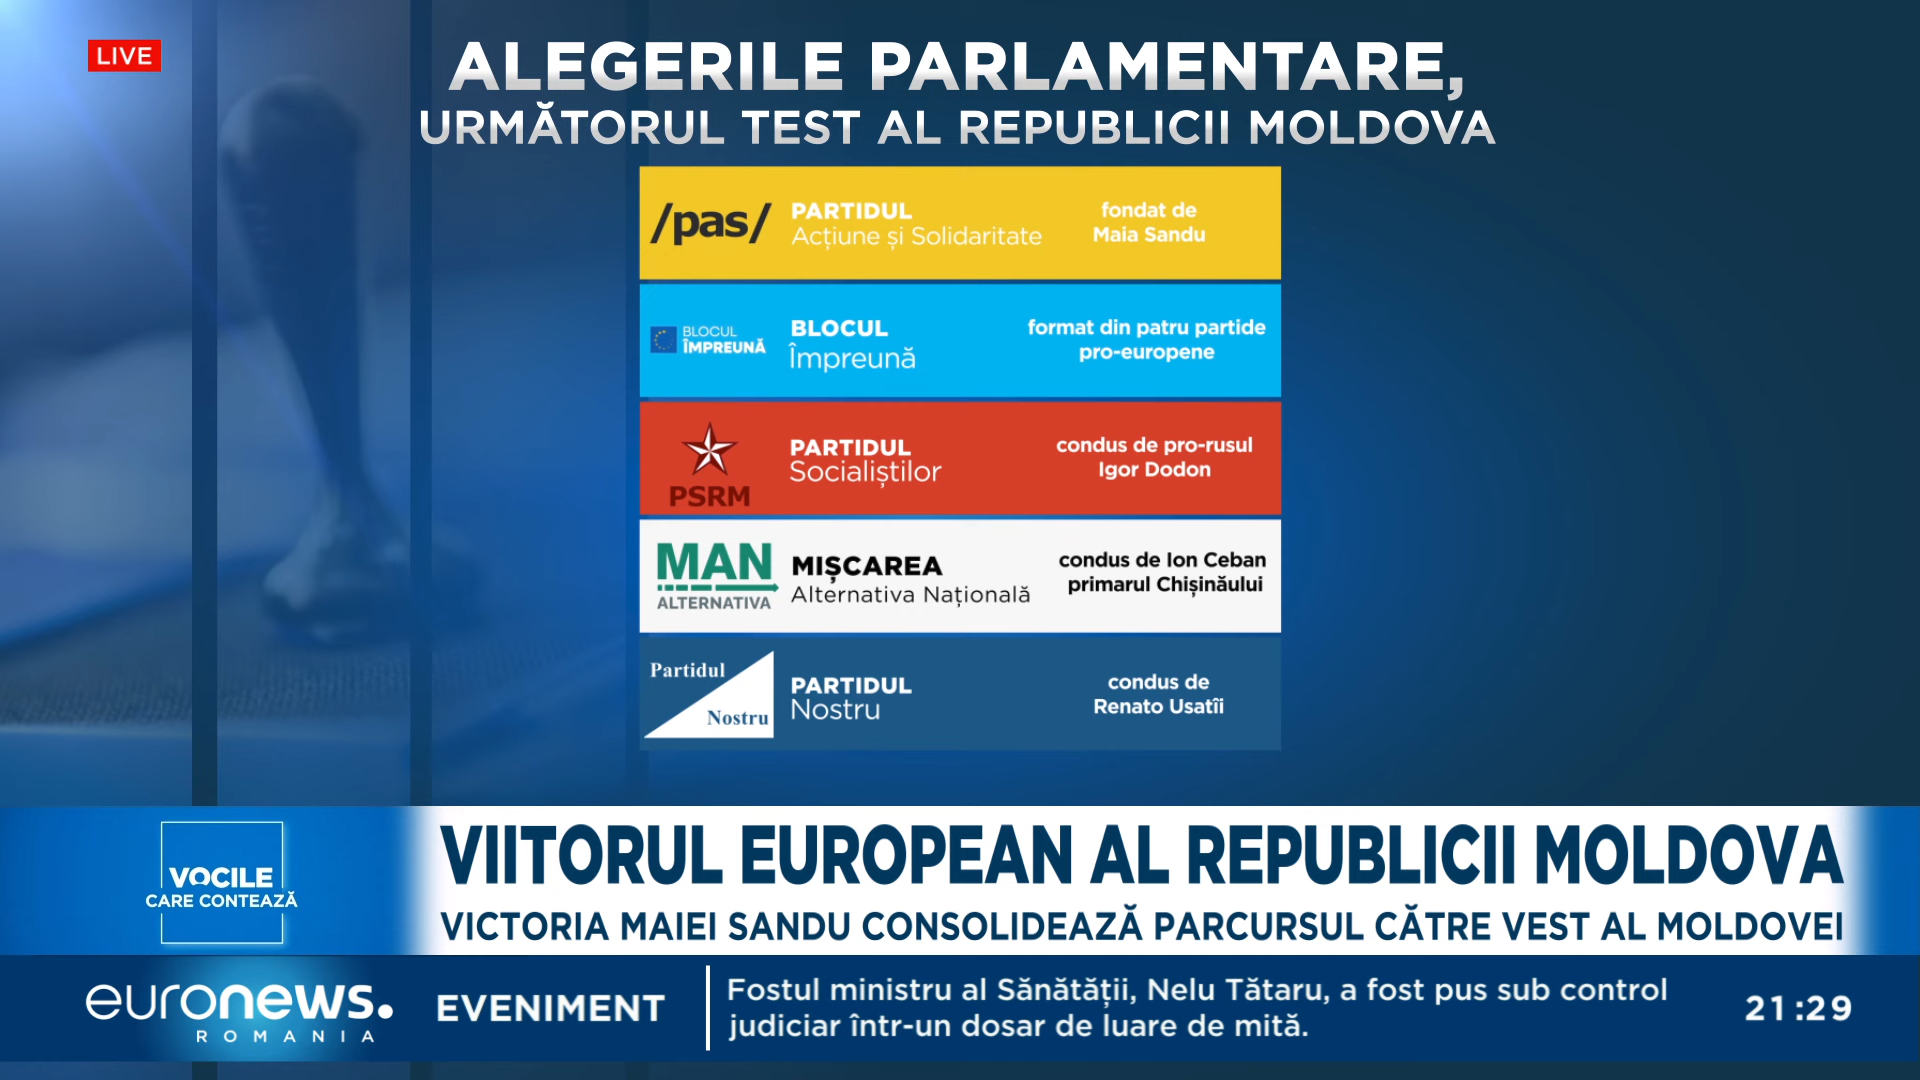 LIVE
ALEGERILE PARLAMENTARE,
URMĂTORUL TEST AL REPUBLICII MOLDOVA
/pas/
PARTIDUL
Acțiune și Solidaritate
fondat de
Maia Sandu
BLOCUL
ÎMPREUNĂ
BLOCUL
Împreună
format din patru partide
pro-europene
PSRM
PARTIDUL
Socialiștilor
condus de pro-rusul
Igor Dodon
MAN
ALTERNATIVA
MIȘCAREA
Alternativa Națională
condus de Ion Ceban
primarul Chișinăului
Partidul
Nostru
PARTIDUL
Nostru
condus de
Renato Usatîi
VOCILE
CARE CONTEAZĂ
VIITORUL EUROPEAN AL REPUBLICII MOLDOVA
VICTORIA MAIEI SANDU CONSOLIDEAZĂ PARCURSUL CĂTRE VEST AL MOLDOVEI
euronews.
ROMANIA
EVENIMENT
Fostul ministru al Sănătății, Nelu Tătaru, a fost pus sub control
judiciar într-un dosar de luare de mită.
21:29